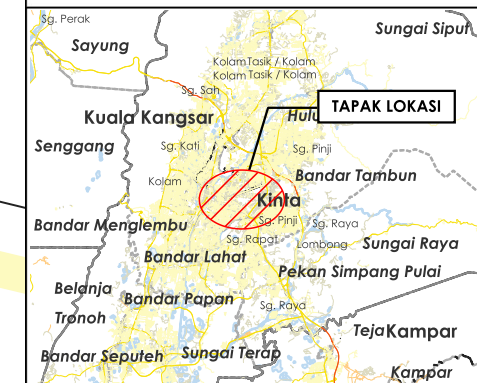 Sg. Perak
Sungai Siput
Sayung
Kolam Tasik / Kolam
Kolam Tasik / Kolam
Sg. Sah
TAPAK LOKASI
Kuala Kangsar
Hulu
Senggang
Sg. Kati
Sg. Pinji
Kolam
Bandar Tambun
Kinta
Bandar Menglembu
Sg. Pinji
Sg. Raya
Sg. Rapat
Lombong
Sungai Raya
Bandar Lahat
Pekan Simpang Pulai
Belanja
Bandar Papan
Sg. Raya
Tronoh
Teja
Kampar
Bandar Seputeh
Sungai Terap
Kampar